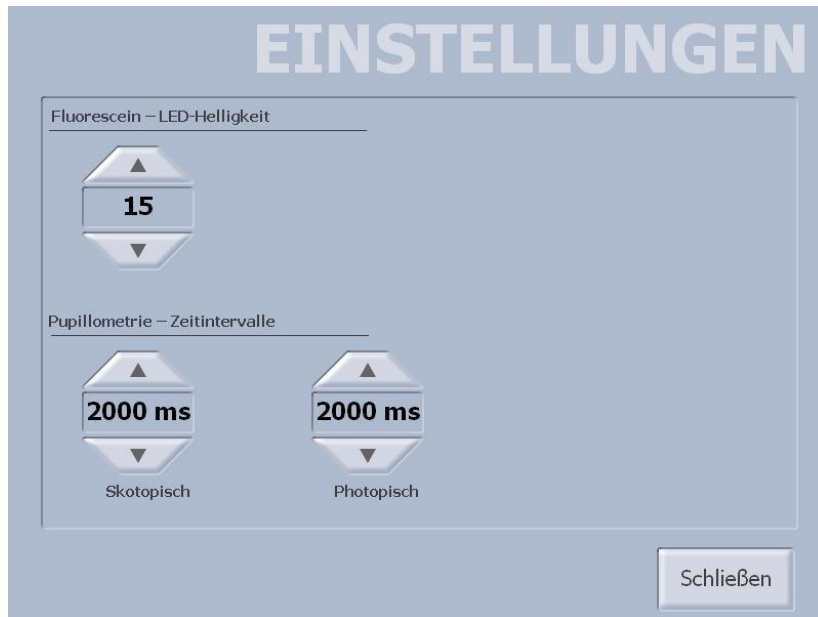 EINSTELLUNGEN
Fluorescein – LED-Helligkeit
15
Pupillometrie – Zeitintervalle
2000 ms 2000 ms
Skotopisch Photopisch
Schließen